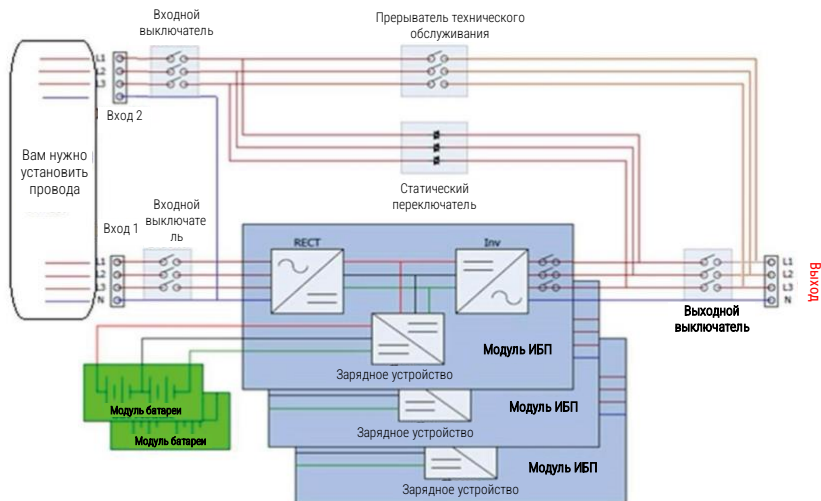 Входной
выключатель
Прерыватель технического
обслуживания
L1
L2
L3
Вход 2
Вам нужно
установить
провода
Статический
переключатель
Входной
выключате
ль
Вход 1
L1
L2
L3
N
RECT
Inv
L1
L2
L3
N
Выход
Выходной
выключатель
Модуль ИБП
Зарядное устройство
Модуль батареи
Модуль ИБП
Зарядное устройство
Модуль батареи
Модуль ИБП
Зарядное устройство